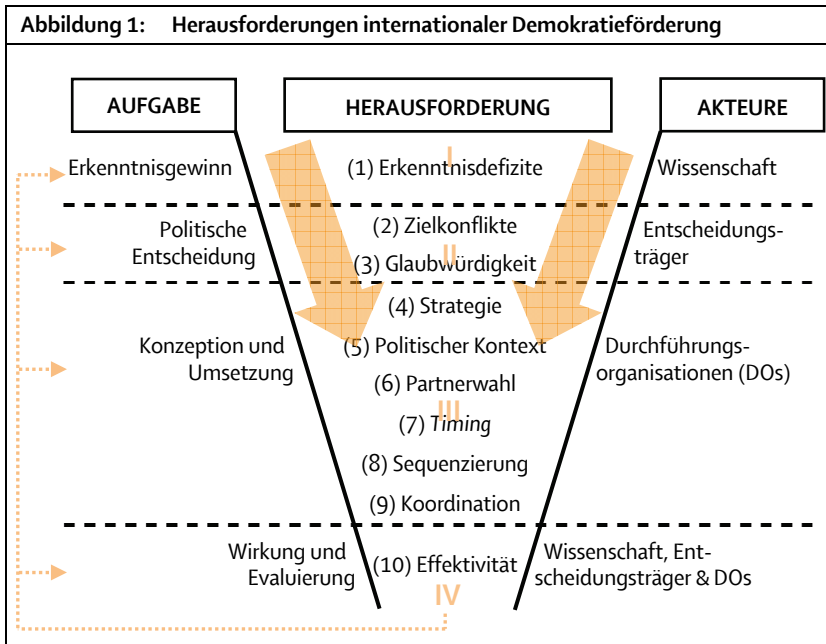 Abbildung 1: Herausforderungen internationaler Demokratieförderung
AUFGABE HERAUSFORDERUNG AKTEURE
I
Erkenntnisgewinn (1) Erkenntnisdefizite Wissenschaft
Politische
Entscheidung
(2) Zielkonflikte
II
(3) Glaubwürdigkeit
Entscheidungs-
träger
Konzeption und
Umsetzung
(4) Strategie
(5) Politischer Kontext
(6) Partnerwahl
III
(7) Timing
(8) Sequenzierung
(9) Koordination
Durchführungs-
organisationen (DOs)
Wirkung und
Evaluierung
(10) Effektivität
IV
Wissenschaft, Ent-
scheidungsträger & DOs